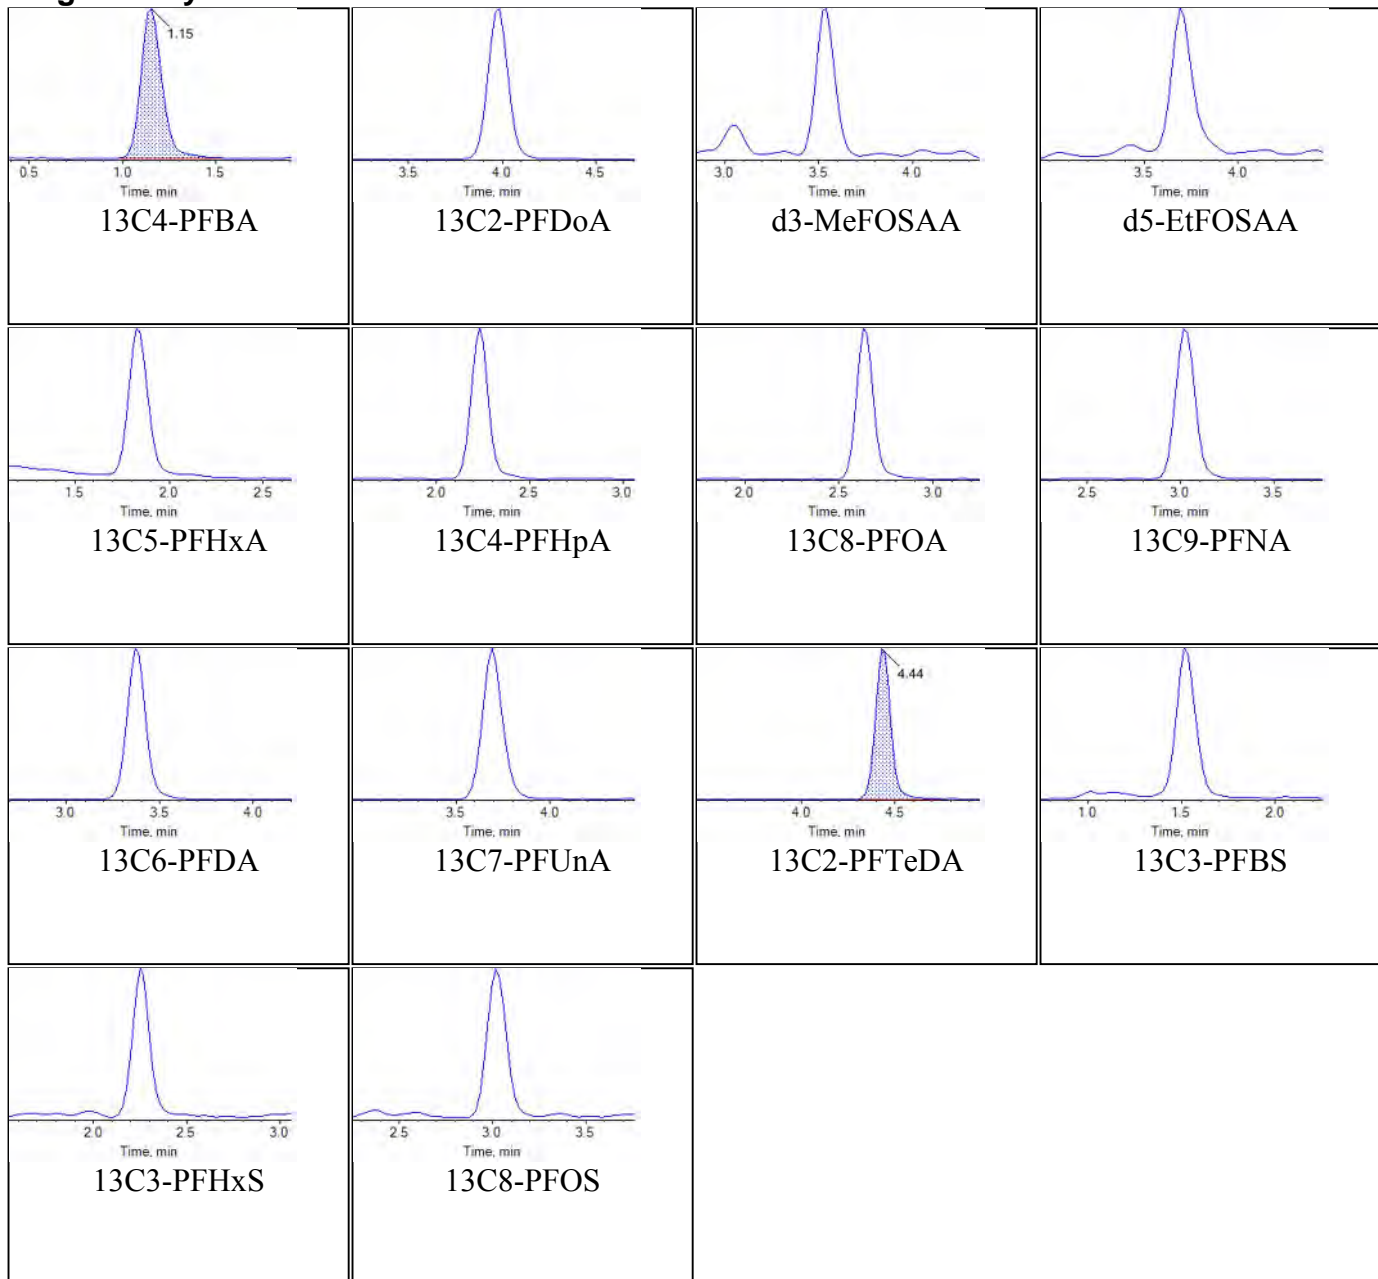 1.15
0.5 1.0 1.5
Time, min
13C4-PFBA
3.5 4.0 4.5
Time, min
13C2-PFDoA
3.0 3.5 4.0
Time, min
d3-MeFOSAA
3.5 4.0
Time, min
d5-EtFOSAA
1.5 2.0 2.5
Time, min
13C5-PFHxA
2.0 2.5 3.0
Time, min
13C4-PFHpA
2.0 2.5 3.0
Time, min
13C8-PFOA
2.5 3.0 3.5
Time, min
13C9-PFNA
3.0 3.5 4.0
Time, min
13C6-PFDA
3.5 4.0
Time, min
13C7-PFUnA
4.44
4.0 4.5
Time, min
13C2-PFTeDA
1.0 1.5 2.0
Time, min
13C3-PFBS
2.0 2.5 3.0
Time, min
13C3-PFHxS
2.5 3.0 3.5
Time, min
13C8-PFOS